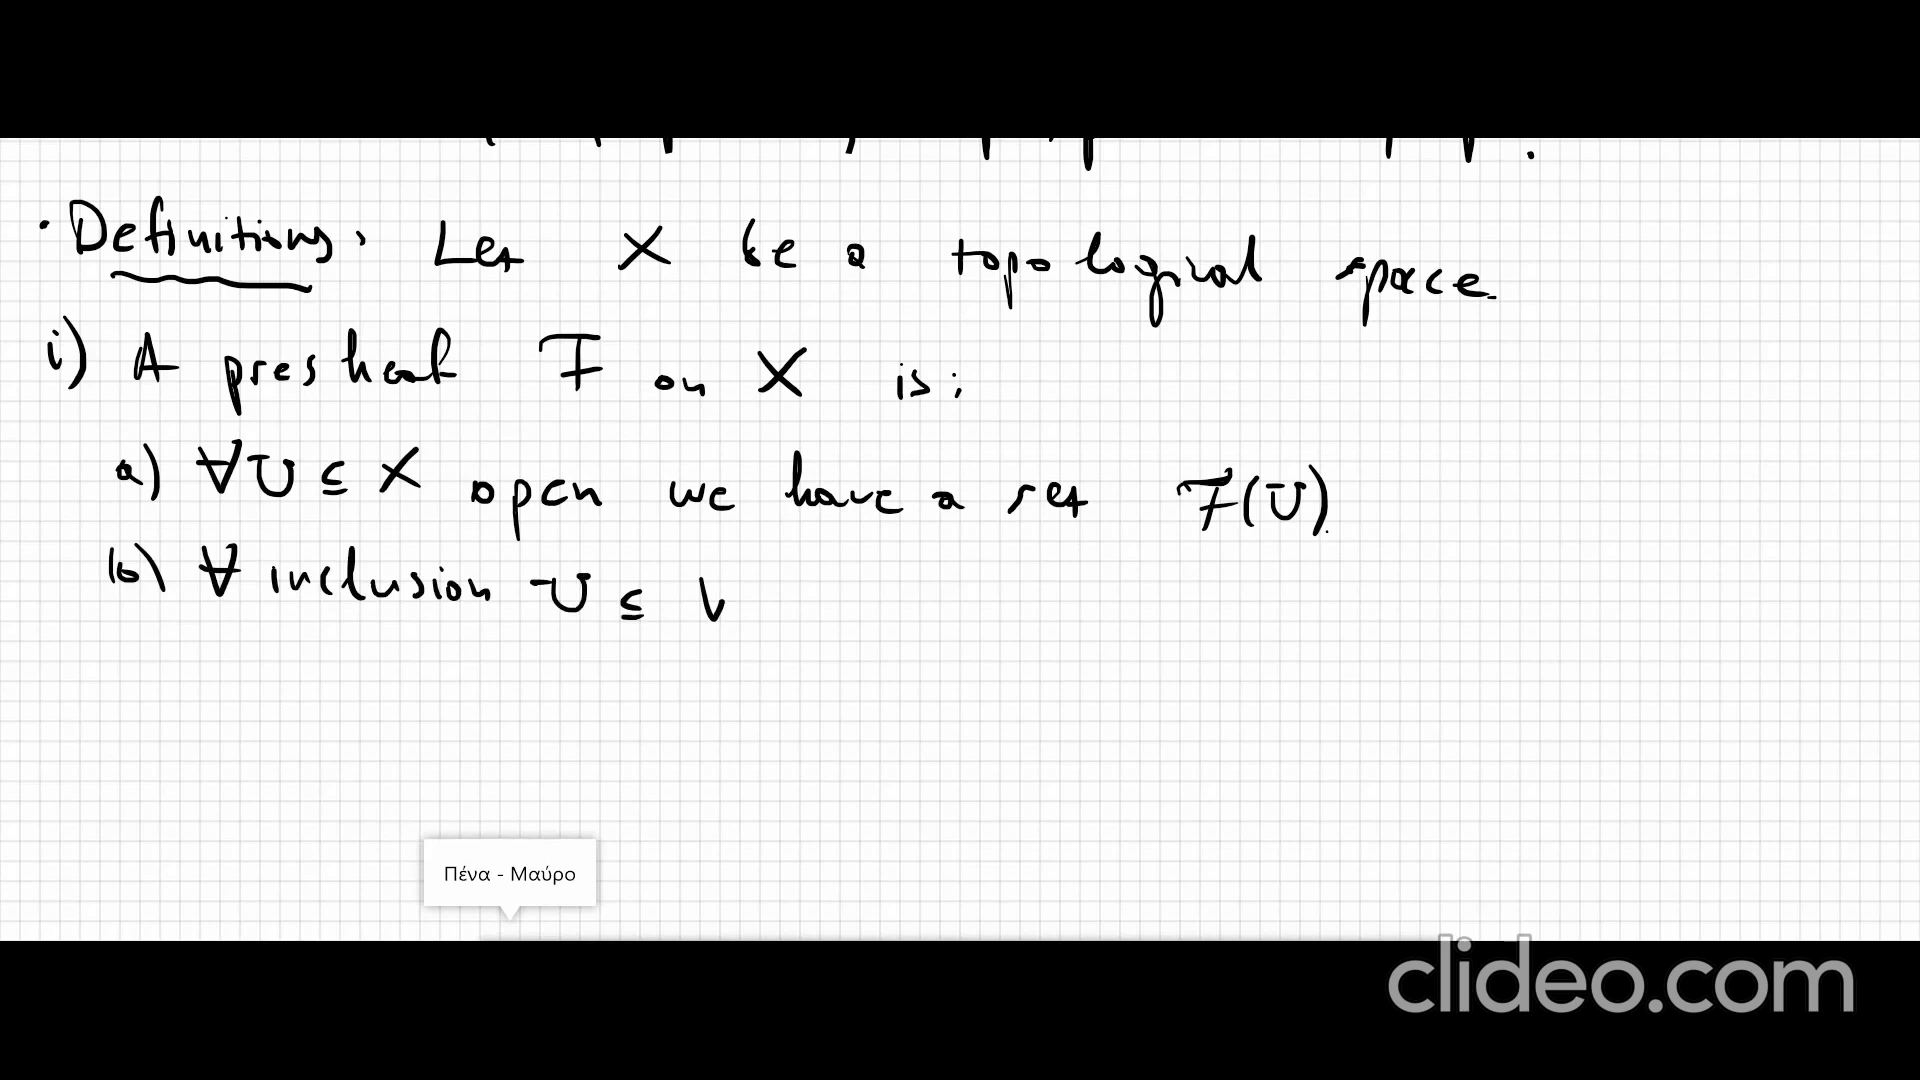 · Definitions: Let X be a topological space
i) A presheaf F on X is:
a) ∀U ⊆ X open we have a set F(U).
b) ∀ inclusion U ⊆ V
Πένα - Μαύρο
clideo.com